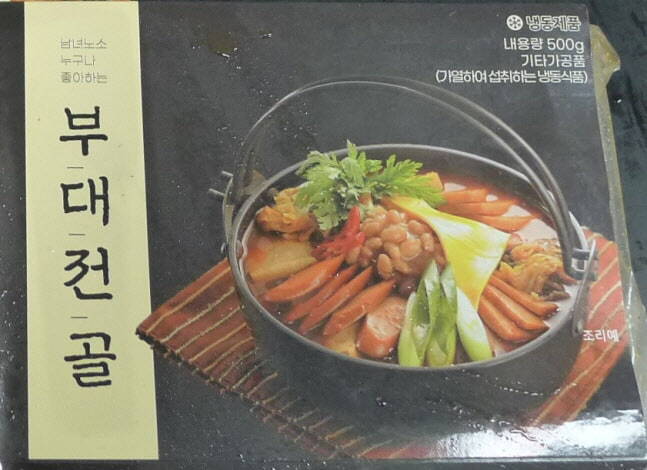 남녀노소
누구나
좋아하는
부대전골
냉동제품
내용량 500g
기타가공품
(가열하여 섭취하는 냉동식품)
조리예